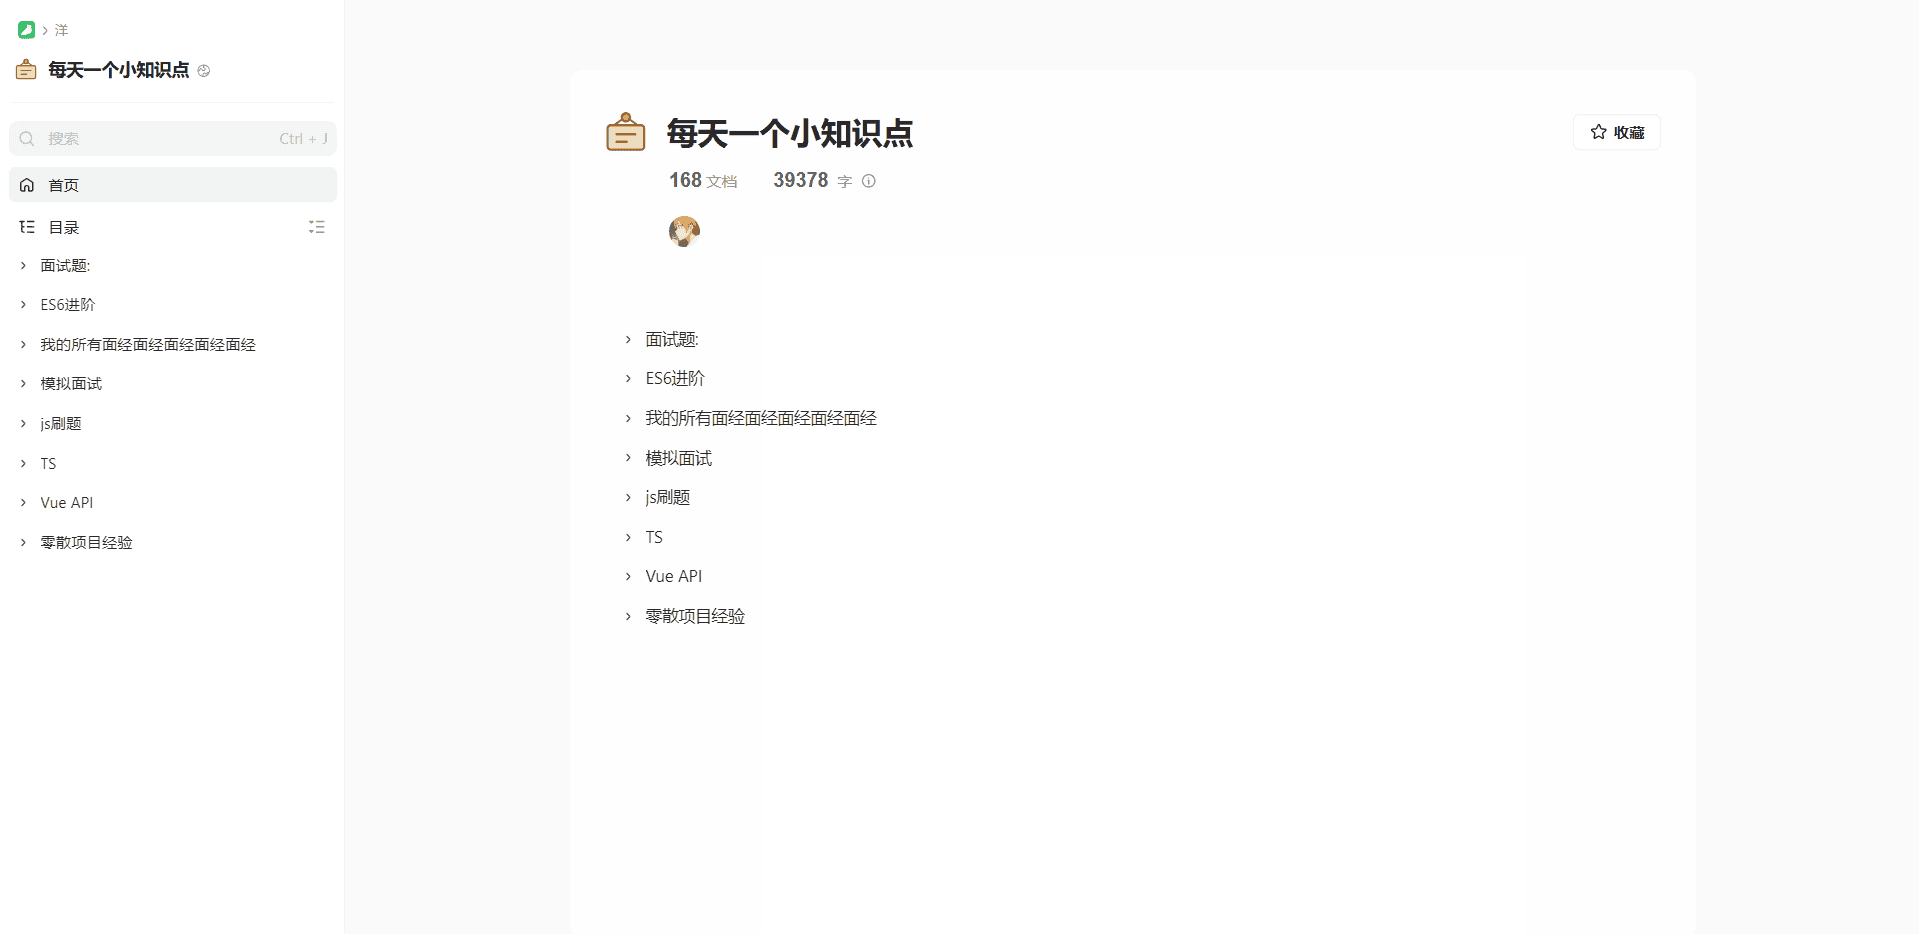 洋
每天一个小知识点
搜索 Ctrl + J
首页
目录
面试题:
ES6进阶
我的所有面经面经面经面经面经
模拟面试
js刷题
TS
Vue API
零散项目经验
每天一个小知识点
收藏
168 文档 39378 字
面试题:
ES6进阶
我的所有面经面经面经面经面经
模拟面试
js刷题
TS
Vue API
零散项目经验